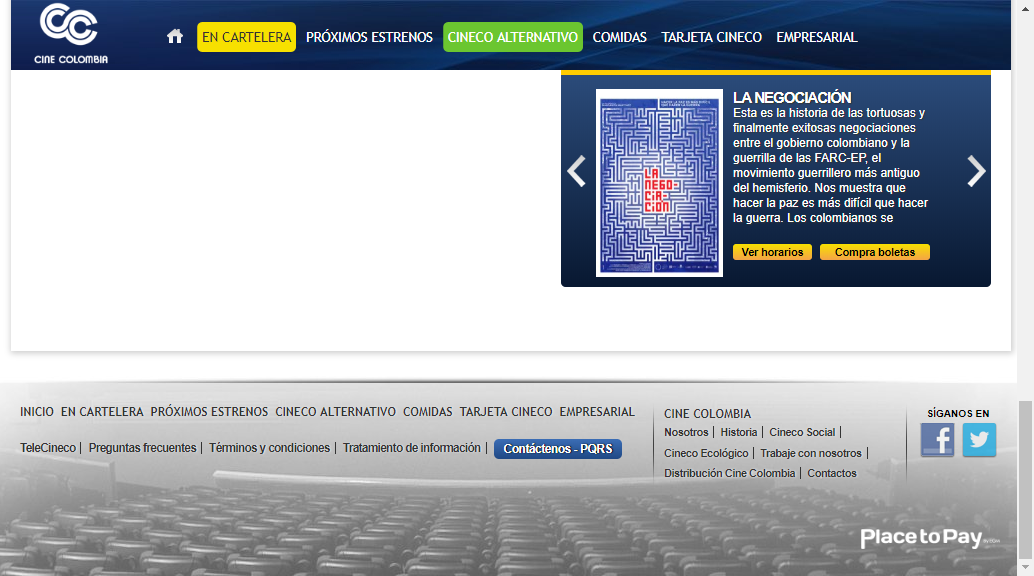 CINE COLOMBIA
EN CARTELERA PRÓXIMOS ESTRENOS CINECO ALTERNATIVO COMIDAS TARJETA CINECO EMPRESARIAL
LA NEGO-CIA-CIÓN
LA NEGOCIACIÓN
Esta es la historia de las tortuosas y
finalmente exitosas negociaciones
entre el gobierno colombiano y la
guerrilla de las FARC-EP, el
movimiento guerrillero más antiguo
del hemisferio. Nos muestra que
hacer la paz es más difícil que hacer
la guerra. Los colombianos se
Ver horarios Compra boletas
INICIO EN CARTELERA PRÓXIMOS ESTRENOS CINECO ALTERNATIVO COMIDAS TARJETA CINECO EMPRESARIAL
TeleCineco | Preguntas frecuentes | Términos y condiciones | Tratamiento de información | Contáctenos - PQRS
CINE COLOMBIA
Nosotros | Historia | Cineco Social |
Cineco Ecológico | Trabaje con nosotros |
Distribución Cine Colombia | Contactos
SÍGANOS EN
PlacetoPay